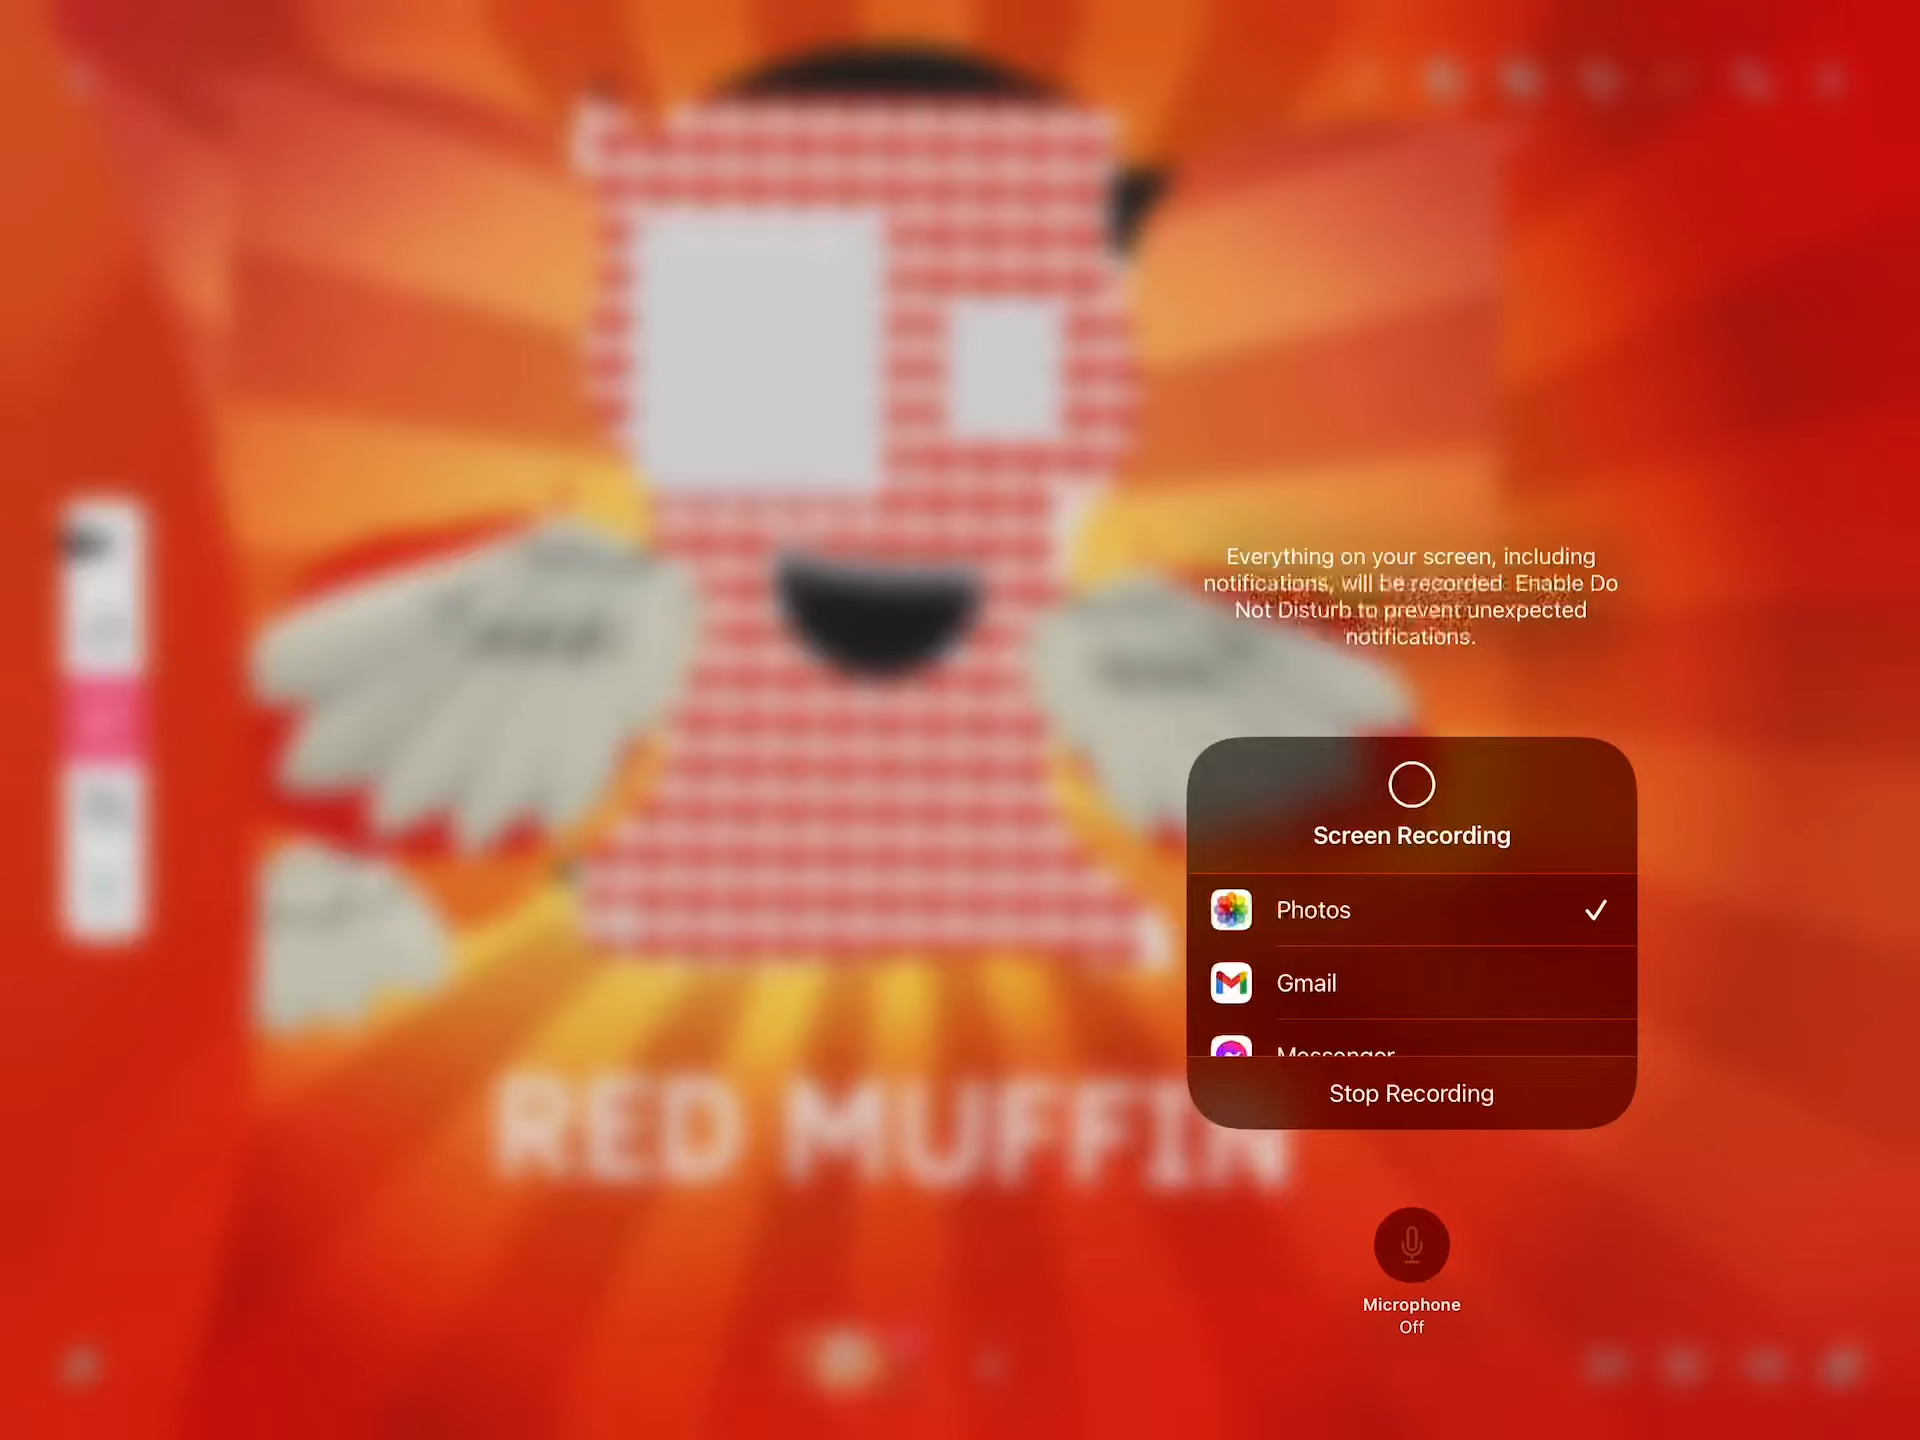 Everything on your screen, including
notifications, will be recorded. Enable Do
Not Disturb to prevent unexpected
notifications.
Screen Recording
Photos
Gmail
Messenger
Stop Recording
RED MUFFIN
Microphone
Off